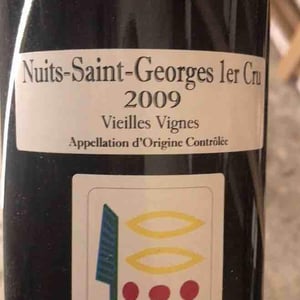 Nuits-Saint-Georges 1er Cru
2009
Vieilles Vignes
Appellation d'Origine Contrôlée